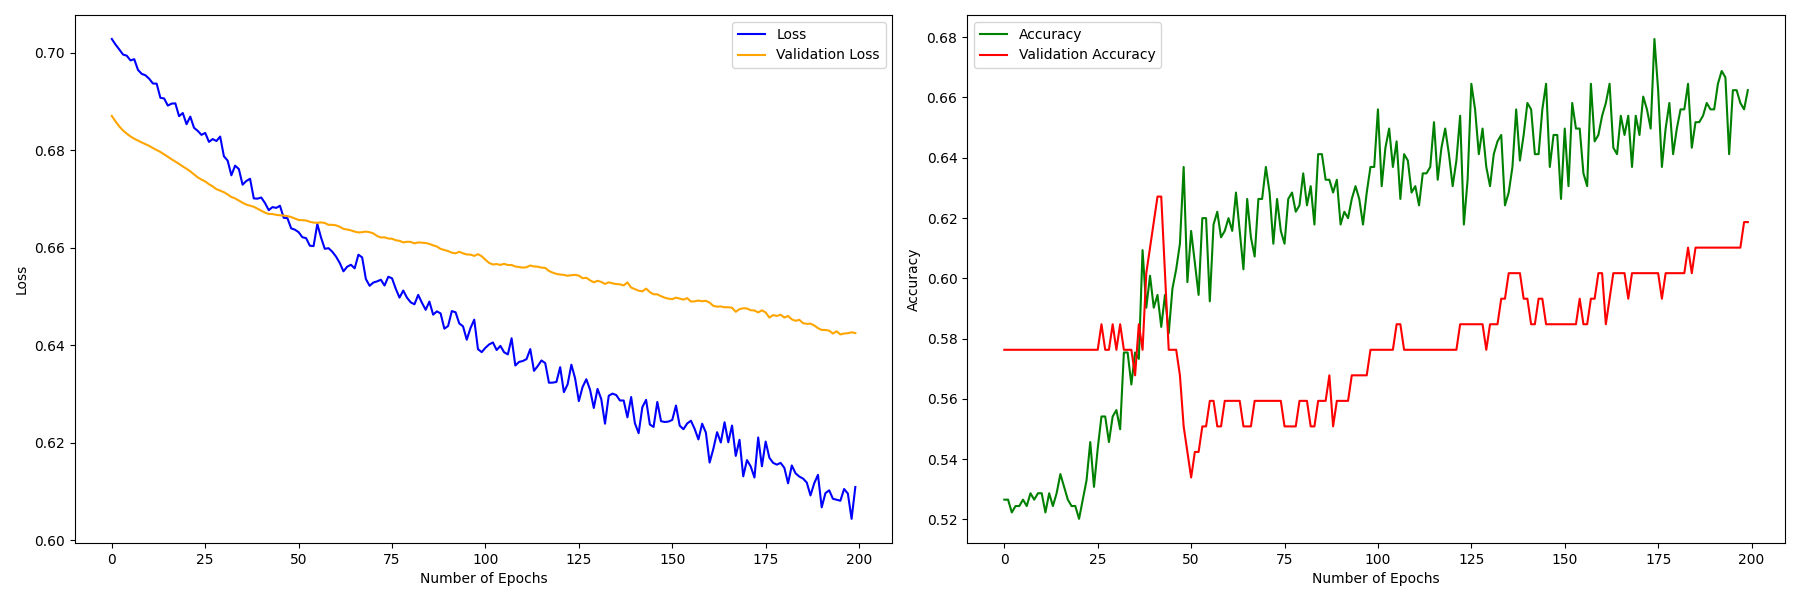 Loss
Validation Loss
0.70
0.68
0.66
0.64
0.62
0.60
Loss
0 25 50 75 100 125 150 175 200
Number of Epochs
Accuracy
Validation Accuracy
0.68
0.66
0.64
0.62
0.60
0.58
0.56
0.54
0.52
Accuracy
0 25 50 75 100 125 150 175 200
Number of Epochs